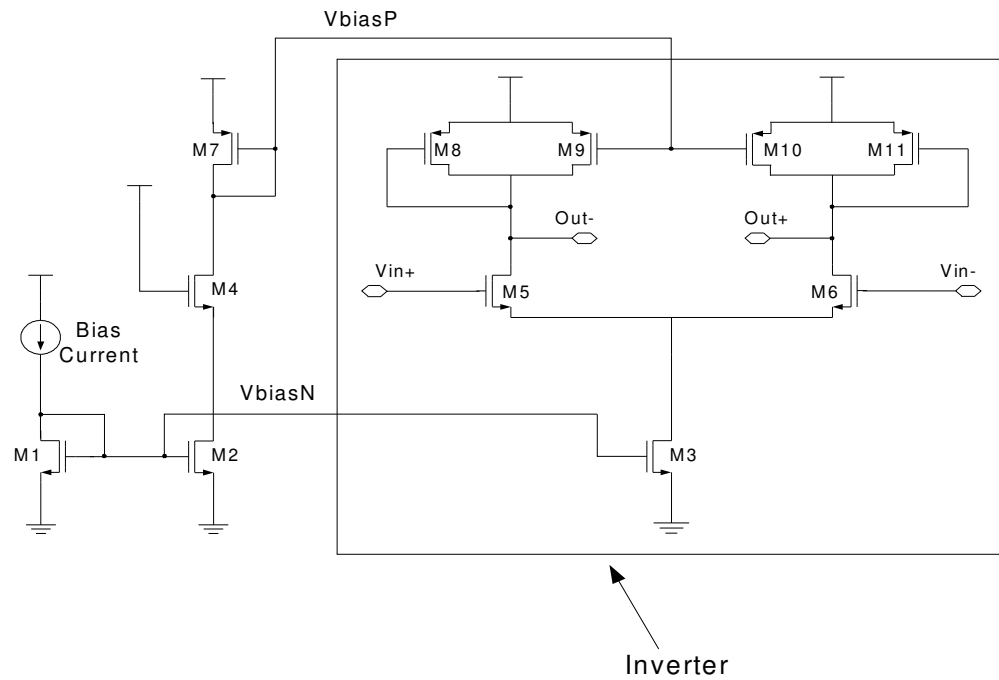 VbiasP
M7
M8
M9
M10
M11
Out-
Out+
Vin+
Vin-
M4
M5
M6
Bias
Current
VbiasN
M1
M2
M3
Inverter